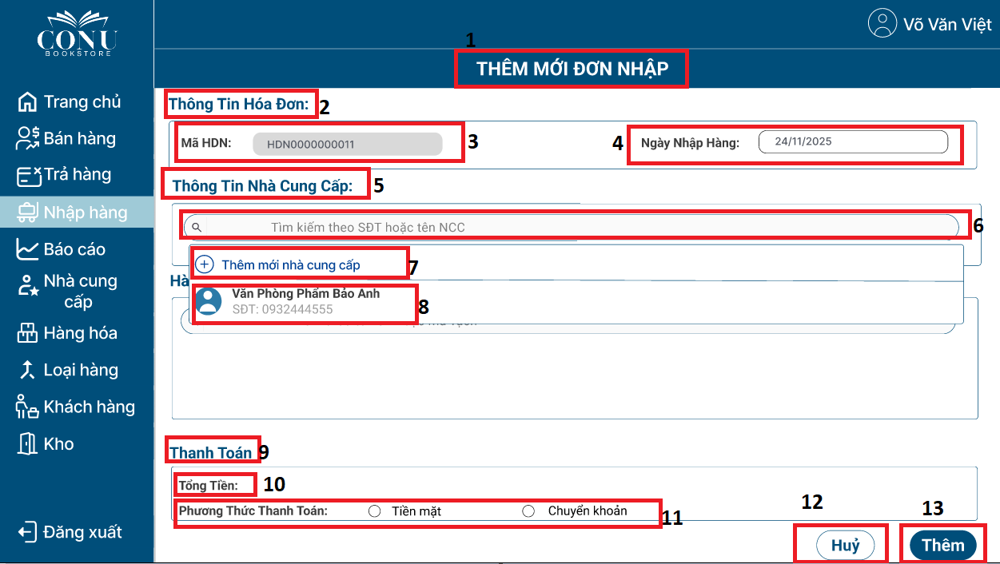 CONU
BOOKSTORE
Võ Văn Việt
1
THÊM MỚI ĐƠN NHẬP
Trang chủ
Bán hàng
Trả hàng
Nhập hàng
Báo cáo
Nhà cung
cấp
Hàng hóa
Loại hàng
Khách hàng
Kho
Đăng xuất
Thông Tin Hóa Đơn: 2
Mã HDN: HDN0000000011 3
4 Ngày Nhập Hàng: 24/11/2025
Thông Tin Nhà Cung Cấp: 5
Tìm kiếm theo SĐT hoặc tên NCC 6
Thêm mới nhà cung cấp 7
Hà
Văn Phòng Phẩm Bảo Anh
SĐT: 0932444555 8
Thanh Toán 9
Tổng Tiền: 10
Phương Thức Thanh Toán: Tiền mặt Chuyển khoản 11
12 13
Huỷ Thêm